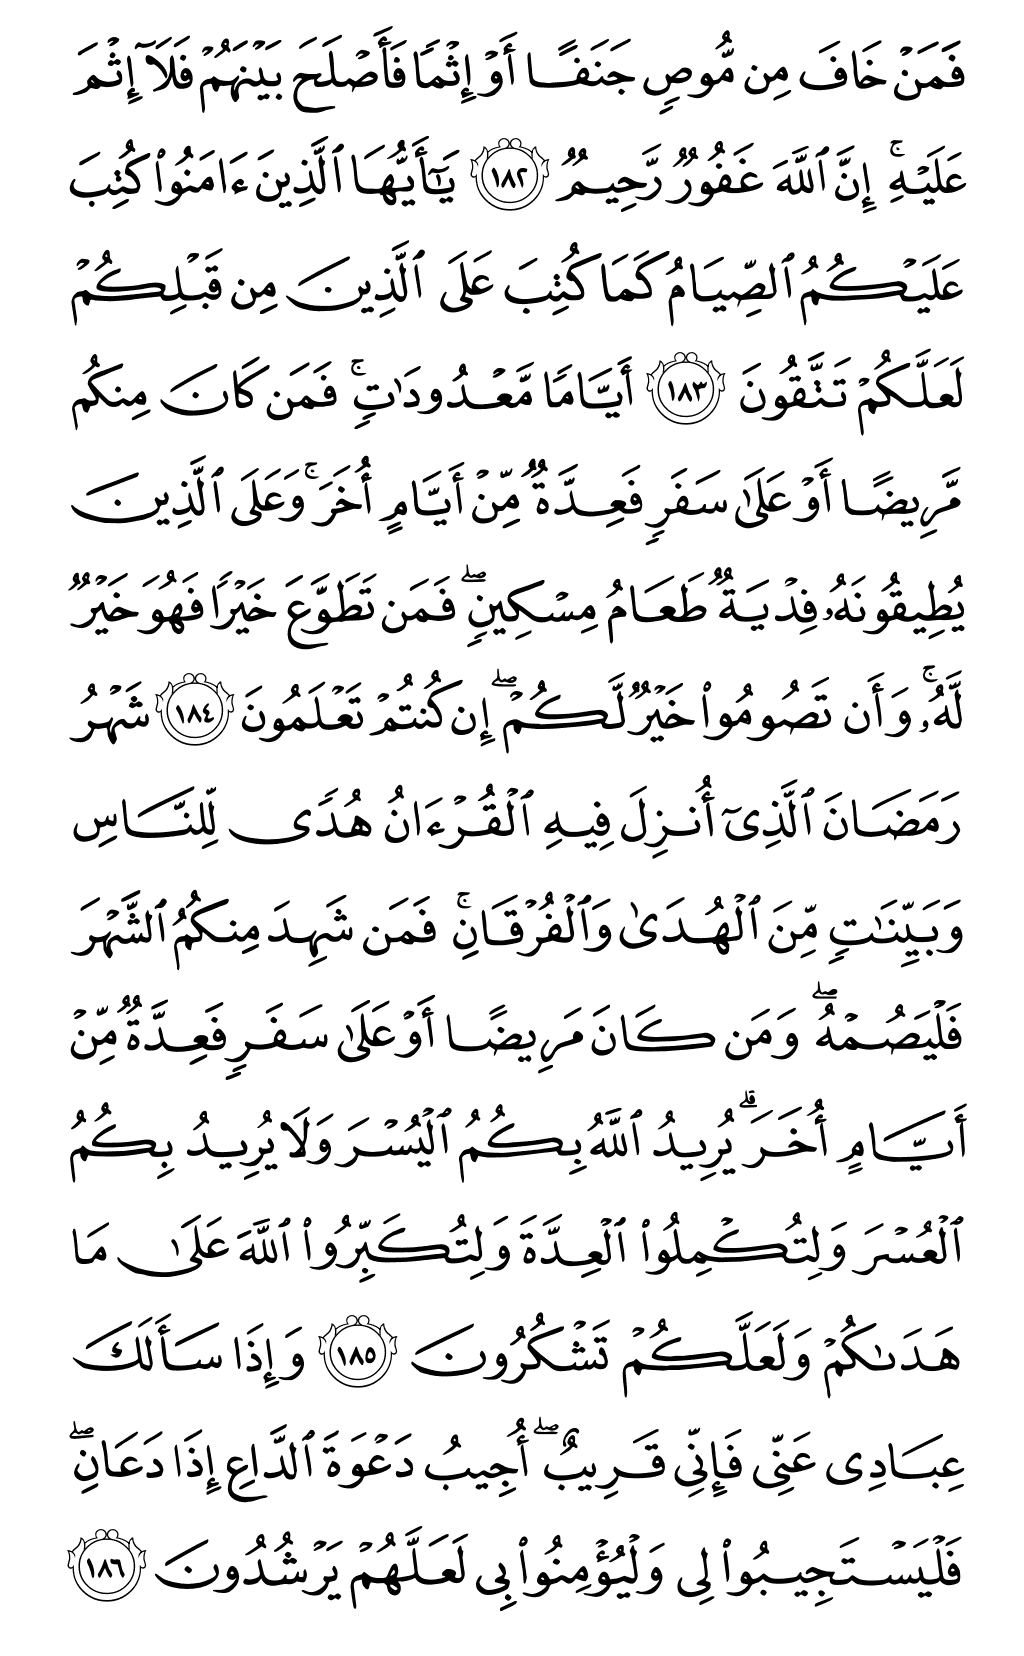 فَمَنْ خَافَ مِن مُّوصٍ جَنَفًا أَوْ إِثْمًا فَأَصْلَحَ بَيْنَهُمْ فَلَآ إِثْمَ
عَلَيْهِ ۚ إِنَّ ٱللَّهَ غَفُورٌ رَّحِيمٌ ١٨٢ يَـٰٓأَيُّهَا ٱلَّذِينَ ءَامَنُوا۟ كُتِبَ
عَلَيْكُمُ ٱلصِّيَامُ كَمَا كُتِبَ عَلَى ٱلَّذِينَ مِن قَبْلِكُمْ
لَعَلَّكُمْ تَتَّقُونَ ١٨٣ أَيَّامًا مَّعْدُودَٰتٍ ۚ فَمَن كَانَ مِنكُم
مَّرِيضًا أَوْ عَلَىٰ سَفَرٍ فَعِدَّةٌ مِّنْ أَيَّامٍ أُخَرَ ۚ وَعَلَى ٱلَّذِينَ
يُطِيقُونَهُۥ فِدْيَةٌ طَعَامُ مِسْكِينٍ ۖ فَمَن تَطَوَّعَ خَيْرًا فَهُوَ خَيْرٌ
لَّهُۥ ۚ وَأَن تَصُومُوا۟ خَيْرٌ لَّكُمْ ۖ إِن كُنتُمْ تَعْلَمُونَ ١٨٤ شَهْرُ
رَمَضَانَ ٱلَّذِىٓ أُنزِلَ فِيهِ ٱلْقُرْءَانُ هُدًى لِّلنَّاسِ
وَبَيِّنَـٰتٍ مِّنَ ٱلْهُدَىٰ وَٱلْفُرْقَانِ ۚ فَمَن شَهِدَ مِنكُمُ ٱلشَّهْرَ
فَلْيَصُمْهُ ۖ وَمَن كَانَ مَرِيضًا أَوْ عَلَىٰ سَفَرٍ فَعِدَّةٌ مِّنْ
أَيَّامٍ أُخَرَ ۗ يُرِيدُ ٱللَّهُ بِكُمُ ٱلْيُسْرَ وَلَا يُرِيدُ بِكُمُ
ٱلْعُسْرَ وَلِتُكْمِلُوا۟ ٱلْعِدَّةَ وَلِتُكَبِّرُوا۟ ٱللَّهَ عَلَىٰ مَا
هَدَىٰكُمْ وَلَعَلَّكُمْ تَشْكُرُونَ ١٨٥ وَإِذَا سَأَلَكَ
عِبَادِى عَنِّى فَإِنِّى قَرِيبٌ ۖ أُجِيبُ دَعْوَةَ ٱلدَّاعِ إِذَا دَعَانِ ۖ
فَلْيَسْتَجِيبُوا۟ لِى وَلْيُؤْمِنُوا۟ بِى لَعَلَّهُمْ يَرْشُدُونَ ١٨٦